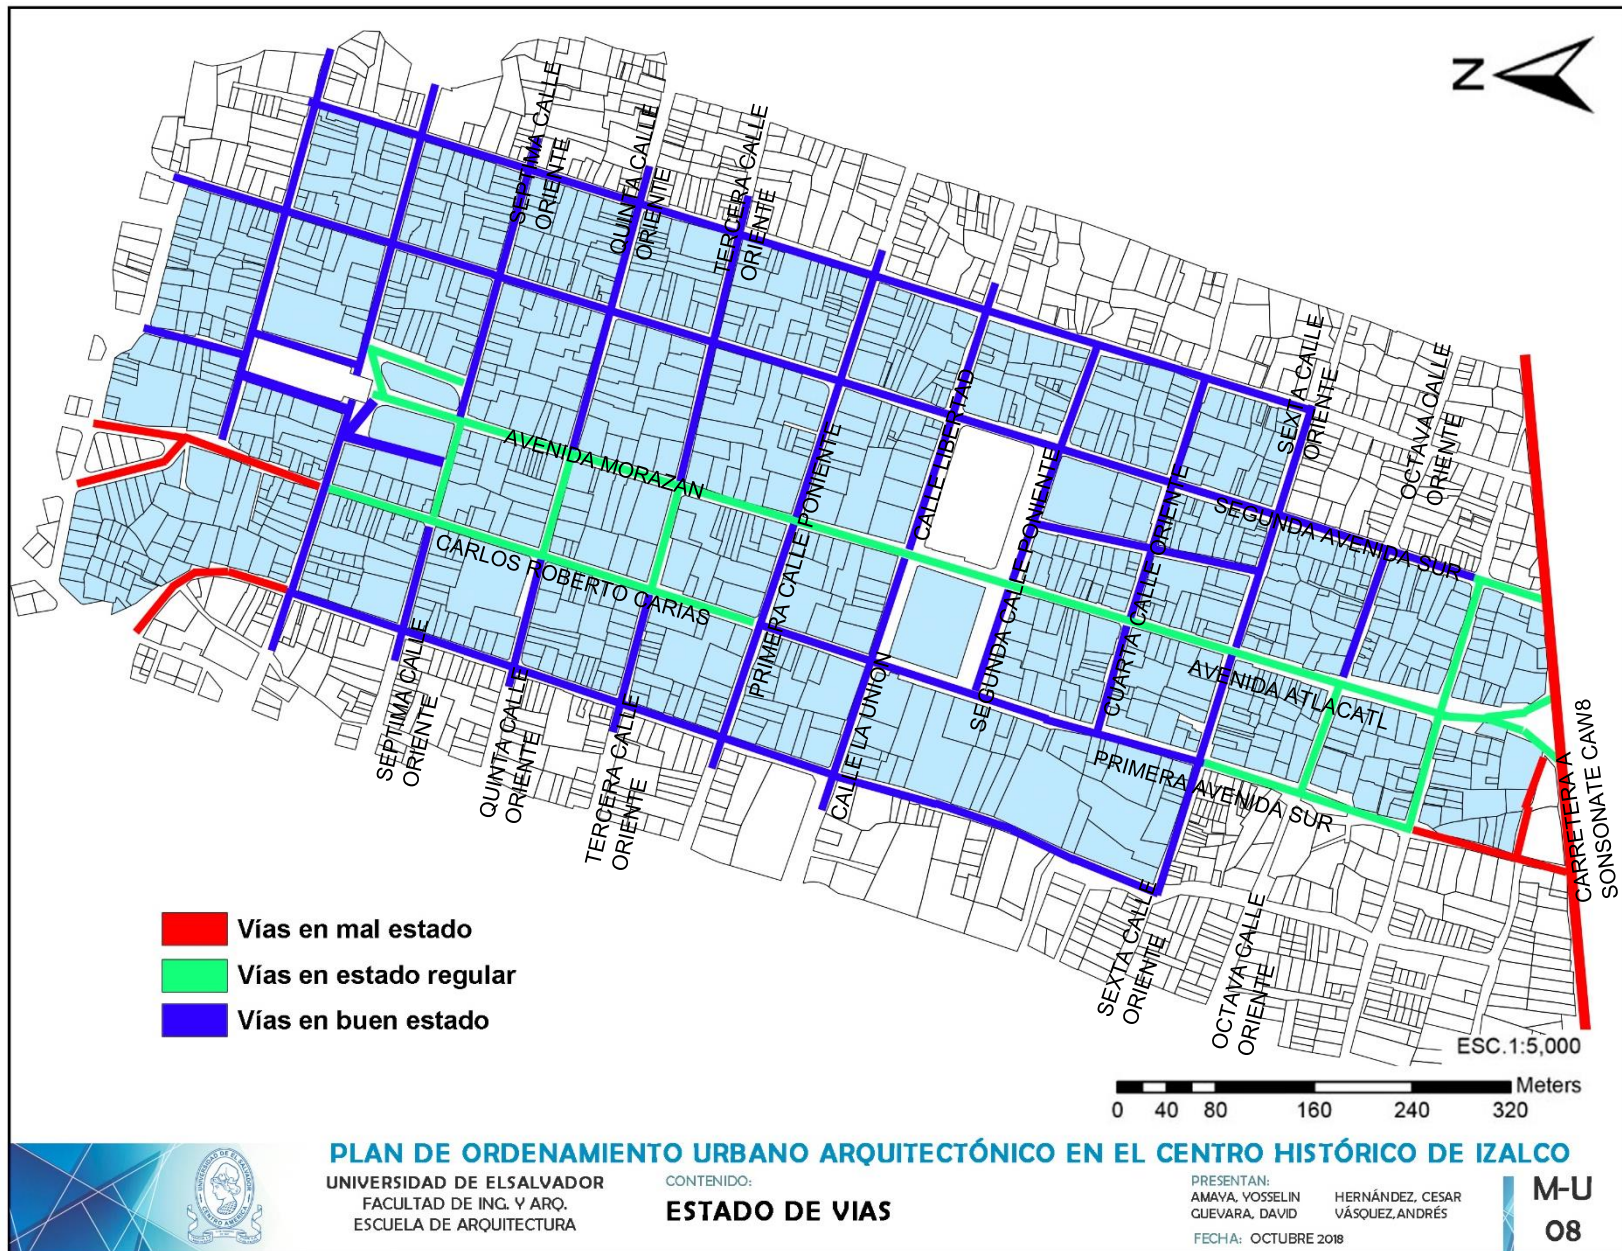 Z
SEPTIMA CALLE
ORIENTE
QUINTA CALLE
ORIENTE
TERCERA CALLE
ORIENTE
SEXTA CALLE
ORIENTE
OCTAVA CALLE
ORIENTE
AVENIDA MORAZAN
PRIMERA CALLE PONIENTE
CALLE LIBERTAD
SEGUNDA CALLE PONIENTE
CUARTA CALLE ORIENTE
SEGUNDA AVENIDA SUR
CARLOS ROBERTO CARIAS
AVENIDA ATLACATL
CALLE LA UNION
PRIMERA AVENIDA SUR
SEPTIMA CALLE
ORIENTE
QUINTA CALLE
ORIENTE
TERCERA CALLE
ORIENTE
SEXTA CALLE
ORIENTE
OCTAVA CALLE
ORIENTE
CARRETERA A
SONSONATE CAW8
Vías en mal estado
Vías en estado regular
Vías en buen estado
ESC.1:5,000
Meters
0 40 80 160 240 320
PLAN DE ORDENAMIENTO URBANO ARQUITECTÓNICO EN EL CENTRO HISTÓRICO DE IZALCO
UNIVERSIDAD DE ELSALVADOR
FACULTAD DE ING. Y ARQ.
ESCUELA DE ARQUITECTURA
CONTENIDO:
ESTADO DE VIAS
PRESENTAN:
AMAYA, YOSSELIN HERNÁNDEZ, CESAR
GUEVARA, DAVID VÁSQUEZ,ANDRÉS
FECHA: OCTUBRE 2018
M-U
08